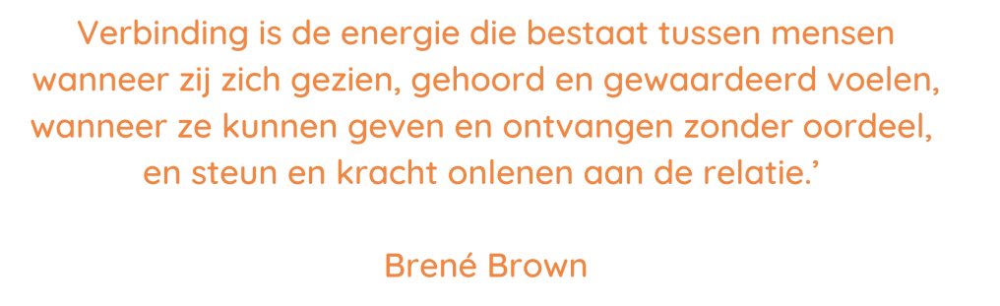 Verbinding is de energie die bestaat tussen mensen
wanneer zij zich gezien, gehoord en gewaardeerd voelen,
wanneer ze kunnen geven en ontvangen zonder oordeel,
en steun en kracht onlenen aan de relatie.’
Brené Brown